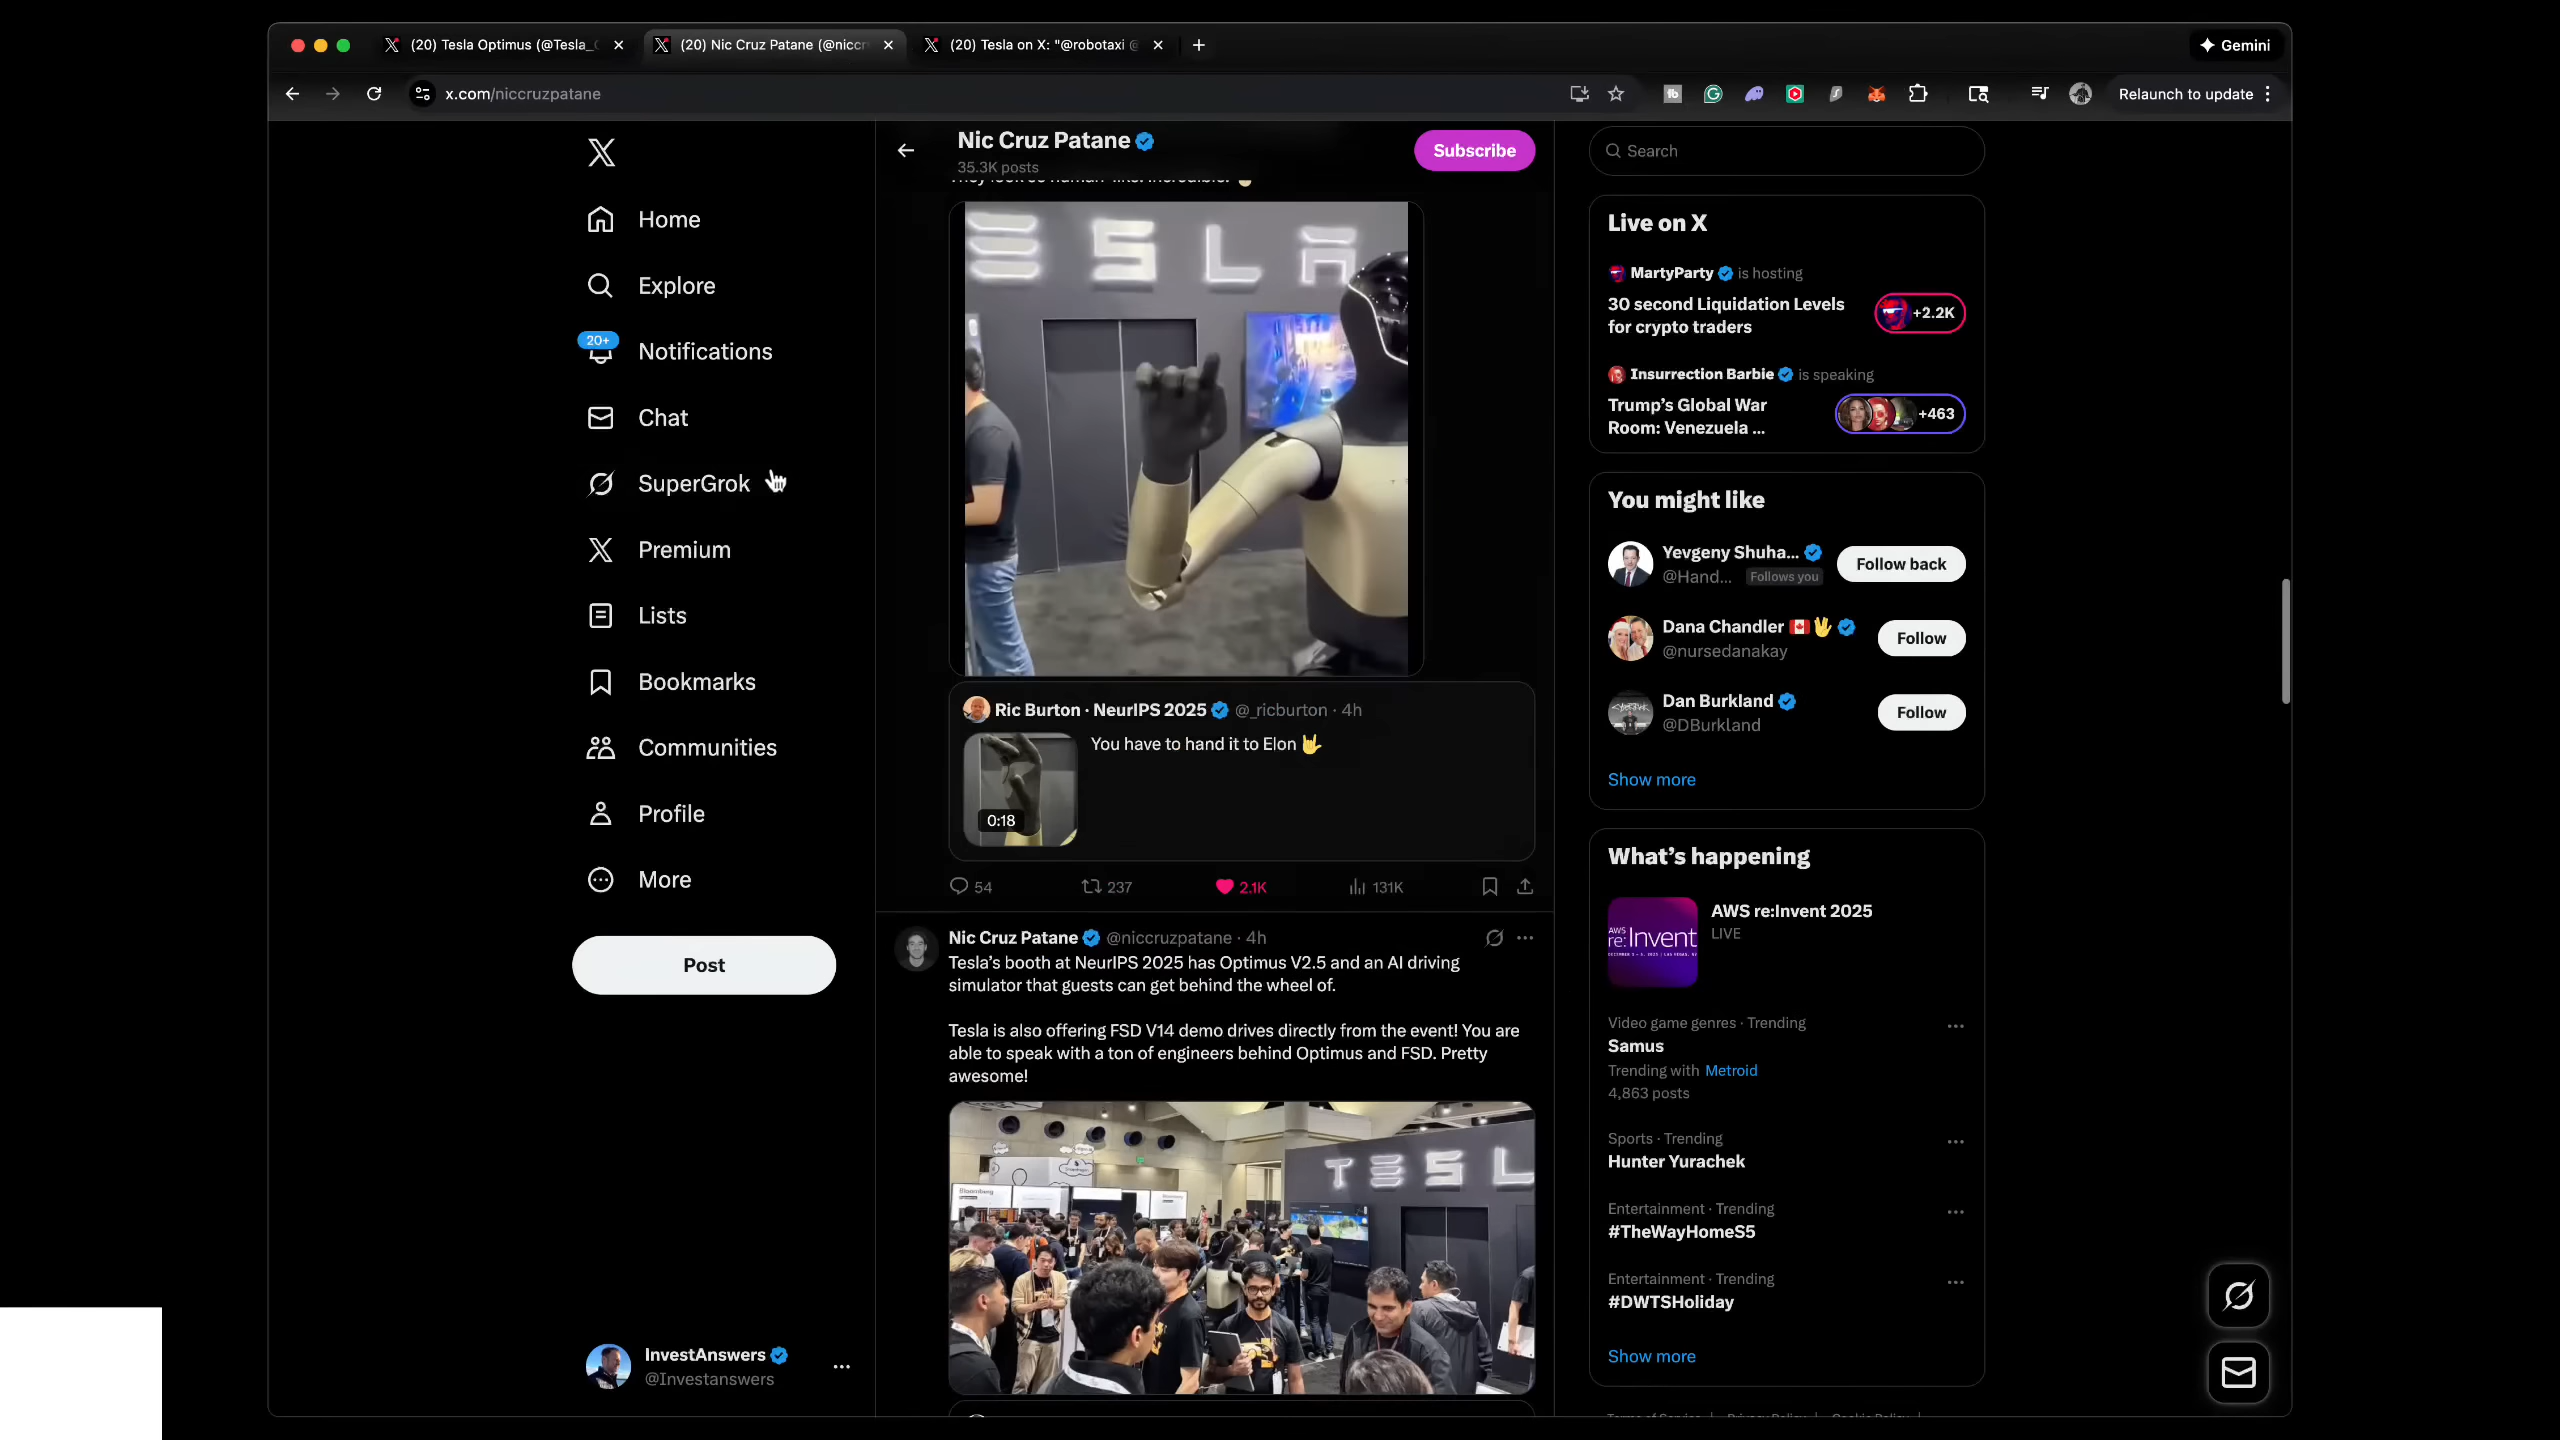 (20) Tesla Optimus (@Tesla_
(20) Nic Cruz Patane (@niccr
(20) Tesla on X: "@robotaxi @
Gemini
x.com/niccruzpatane
Relaunch to update
Home
Explore
20+
Notifications
Chat
SuperGrok
Premium
Lists
Bookmarks
Communities
Profile
More
Post
InvestAnswers
@Investanswers
Nic Cruz Patane
35.3K posts
Subscribe
ESLA
Ric Burton · NeurIPS 2025 @_ricburton · 4h
You have to hand it to Elon 🤟
0:18
54
237
2.1K
131K
Nic Cruz Patane @niccruzpatane · 4h
Tesla's booth at NeurIPS 2025 has Optimus V2.5 and an AI driving
simulator that guests can get behind the wheel of.
Tesla is also offering FSD V14 demo drives directly from the event! You are
able to speak with a ton of engineers behind Optimus and FSD. Pretty
awesome!
TESL
Bloomberg
Search
Live on X
MartyParty is hosting
30 second Liquidation Levels
for crypto traders
+2.2K
Insurrection Barbie is speaking
Trump's Global War
Room: Venezuela ...
+463
You might like
Yevgeny Shuha...
@Hand... Follows you
Follow back
Dana Chandler 🇨🇦🖖
@nursedanakay
Follow
Dan Burkland
@DBurkland
Follow
Show more
What's happening
AWS
re:Invent
AWS re:Invent 2025
LIVE
Video game genres · Trending
Samus
Trending with Metroid
4,863 posts
Sports · Trending
Hunter Yurachek
Entertainment · Trending
#TheWayHomeS5
Entertainment · Trending
#DWTSHoliday
Show more